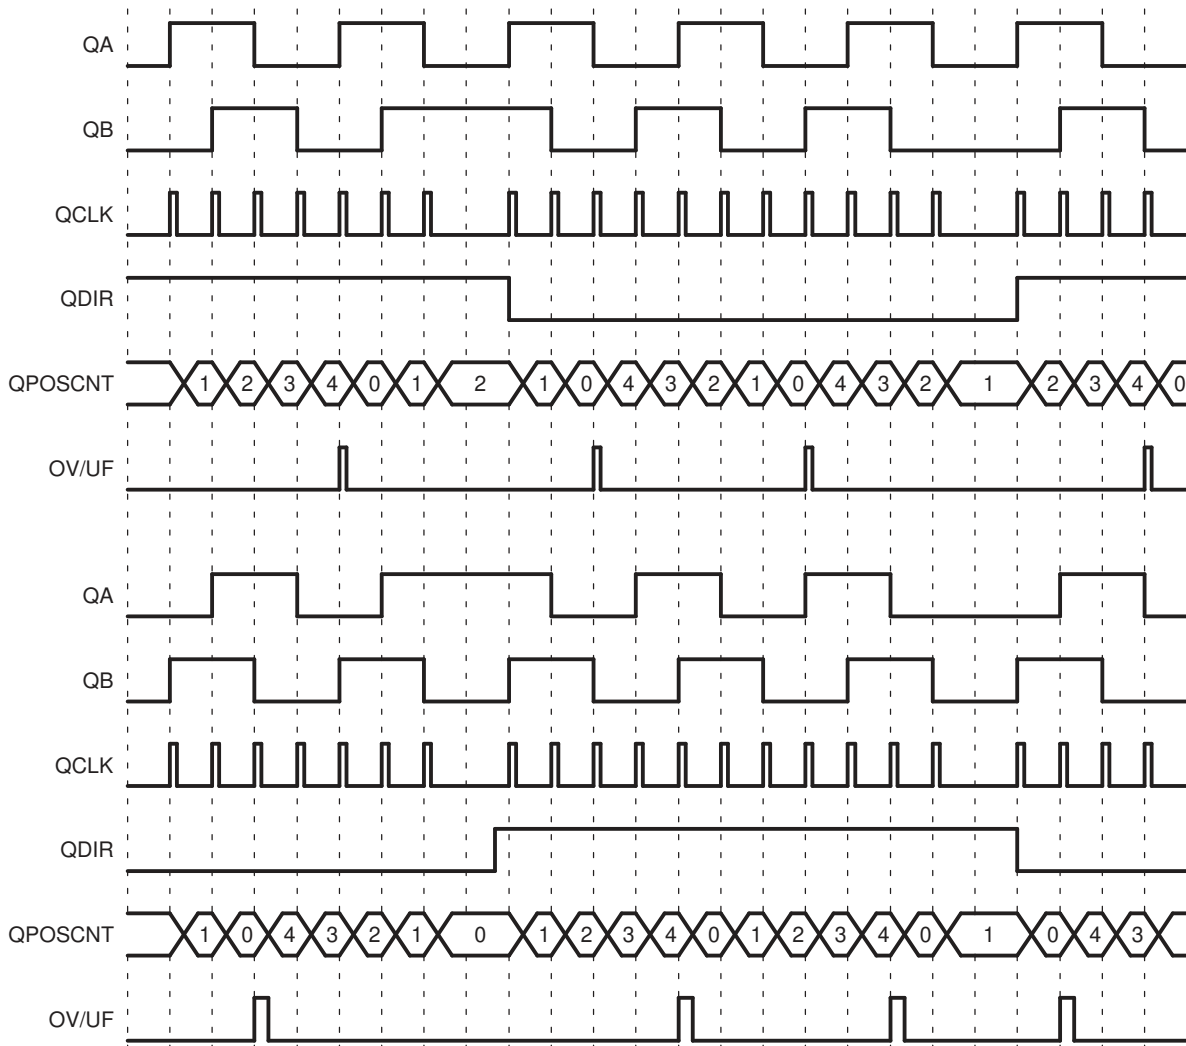 QA
QB
QCLK
QDIR
QPOSCNT 1 2 3 4 0 1 2 1 0 4 3 2 1 0 4 3 2 1 2 3 4 0
OV/UF
QA
QB
QCLK
QDIR
QPOSCNT 1 0 4 3 2 1 0 1 2 3 4 0 1 2 3 4 0 1 0 4 3
OV/UF